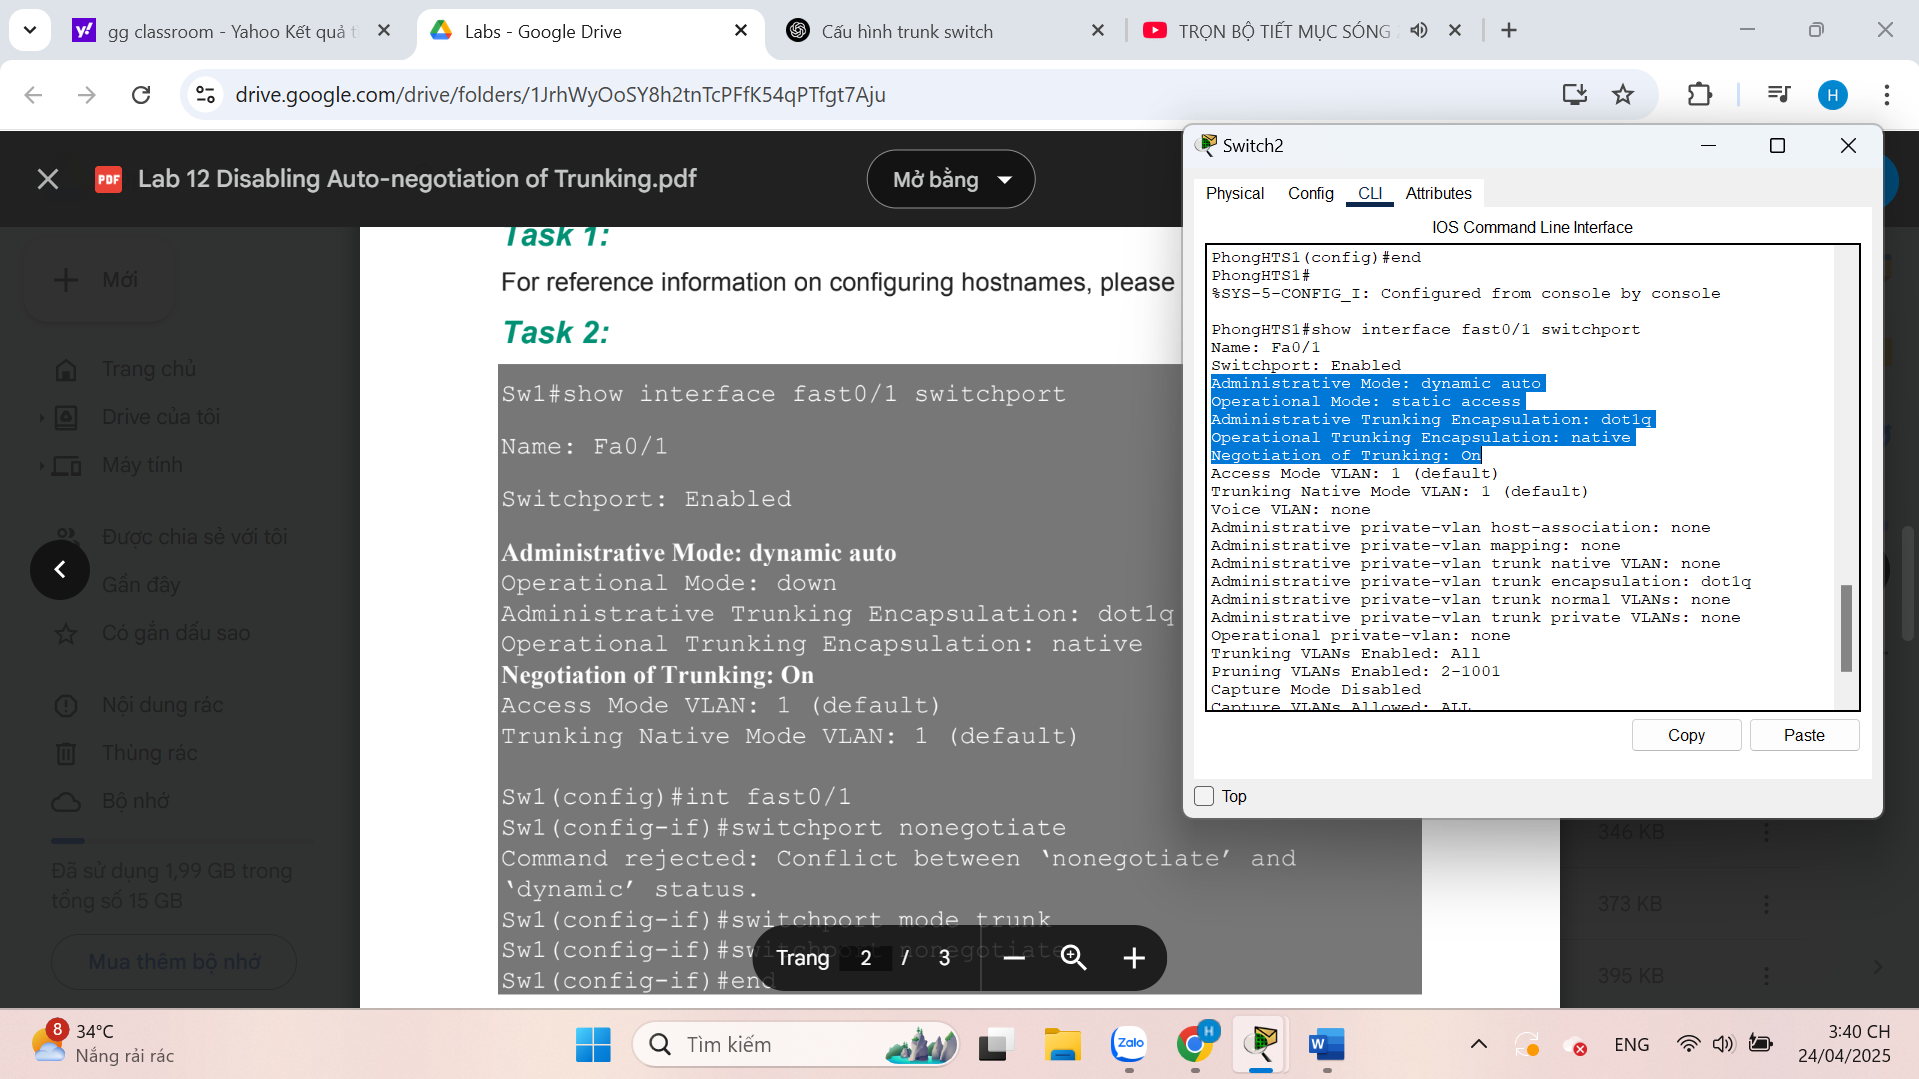 gg classroom - Yahoo Kết quả t
Labs - Google Drive
Cấu hình trunk switch
TRỌN BỘ TIẾT MỤC SÓNG
drive.google.com/drive/folders/1JrhWyOoSY8h2tnTcPFfK54qPTfgt7Aju
H
PDF
Lab 12 Disabling Auto-negotiation of Trunking.pdf
Mở bằng
Mới
Trang chủ
Drive của tôi
Máy tính
Được chia sẻ với tôi
Gần đây
Có gắn dấu sao
Nội dung rác
Thùng rác
Bộ nhớ
Đã sử dụng 1,99 GB trong
tổng số 15 GB
Mua thêm bộ nhớ
Task 1:
For reference information on configuring hostnames, please
Task 2:
Sw1#show interface fast0/1 switchport
Name: Fa0/1
Switchport: Enabled
Administrative Mode: dynamic auto
Operational Mode: down
Administrative Trunking Encapsulation: dot1q
Operational Trunking Encapsulation: native
Negotiation of Trunking: On
Access Mode VLAN: 1 (default)
Trunking Native Mode VLAN: 1 (default)
Sw1(config)#int fast0/1
Sw1(config-if)#switchport nonegotiate
Command rejected: Conflict between ‘nonegotiate’ and
‘dynamic’ status.
Sw1(config-if)#switchport mode trunk
Sw1(config-if)#switchport nonegotiate
Sw1(config-if)#end
Trang 2 / 3
Switch2
Physical Config CLI Attributes
IOS Command Line Interface
PhongHTS1(config)#end
PhongHTS1#
%SYS-5-CONFIG_I: Configured from console by console
PhongHTS1#show interface fast0/1 switchport
Name: Fa0/1
Switchport: Enabled
Administrative Mode: dynamic auto
Operational Mode: static access
Administrative Trunking Encapsulation: dot1q
Operational Trunking Encapsulation: native
Negotiation of Trunking: On
Access Mode VLAN: 1 (default)
Trunking Native Mode VLAN: 1 (default)
Voice VLAN: none
Administrative private-vlan host-association: none
Administrative private-vlan mapping: none
Administrative private-vlan trunk native VLAN: none
Administrative private-vlan trunk encapsulation: dot1q
Administrative private-vlan trunk normal VLANs: none
Administrative private-vlan trunk private VLANs: none
Operational private-vlan: none
Trunking VLANs Enabled: All
Pruning VLANs Enabled: 2-1001
Capture Mode Disabled
Capture VLANs Allowed: ALL
Copy Paste
Top
346 KB
373 KB
395 KB
8
34°C
Nắng rải rác
Tìm kiếm
Zalo
H
W
ENG
3:40 CH
24/04/2025